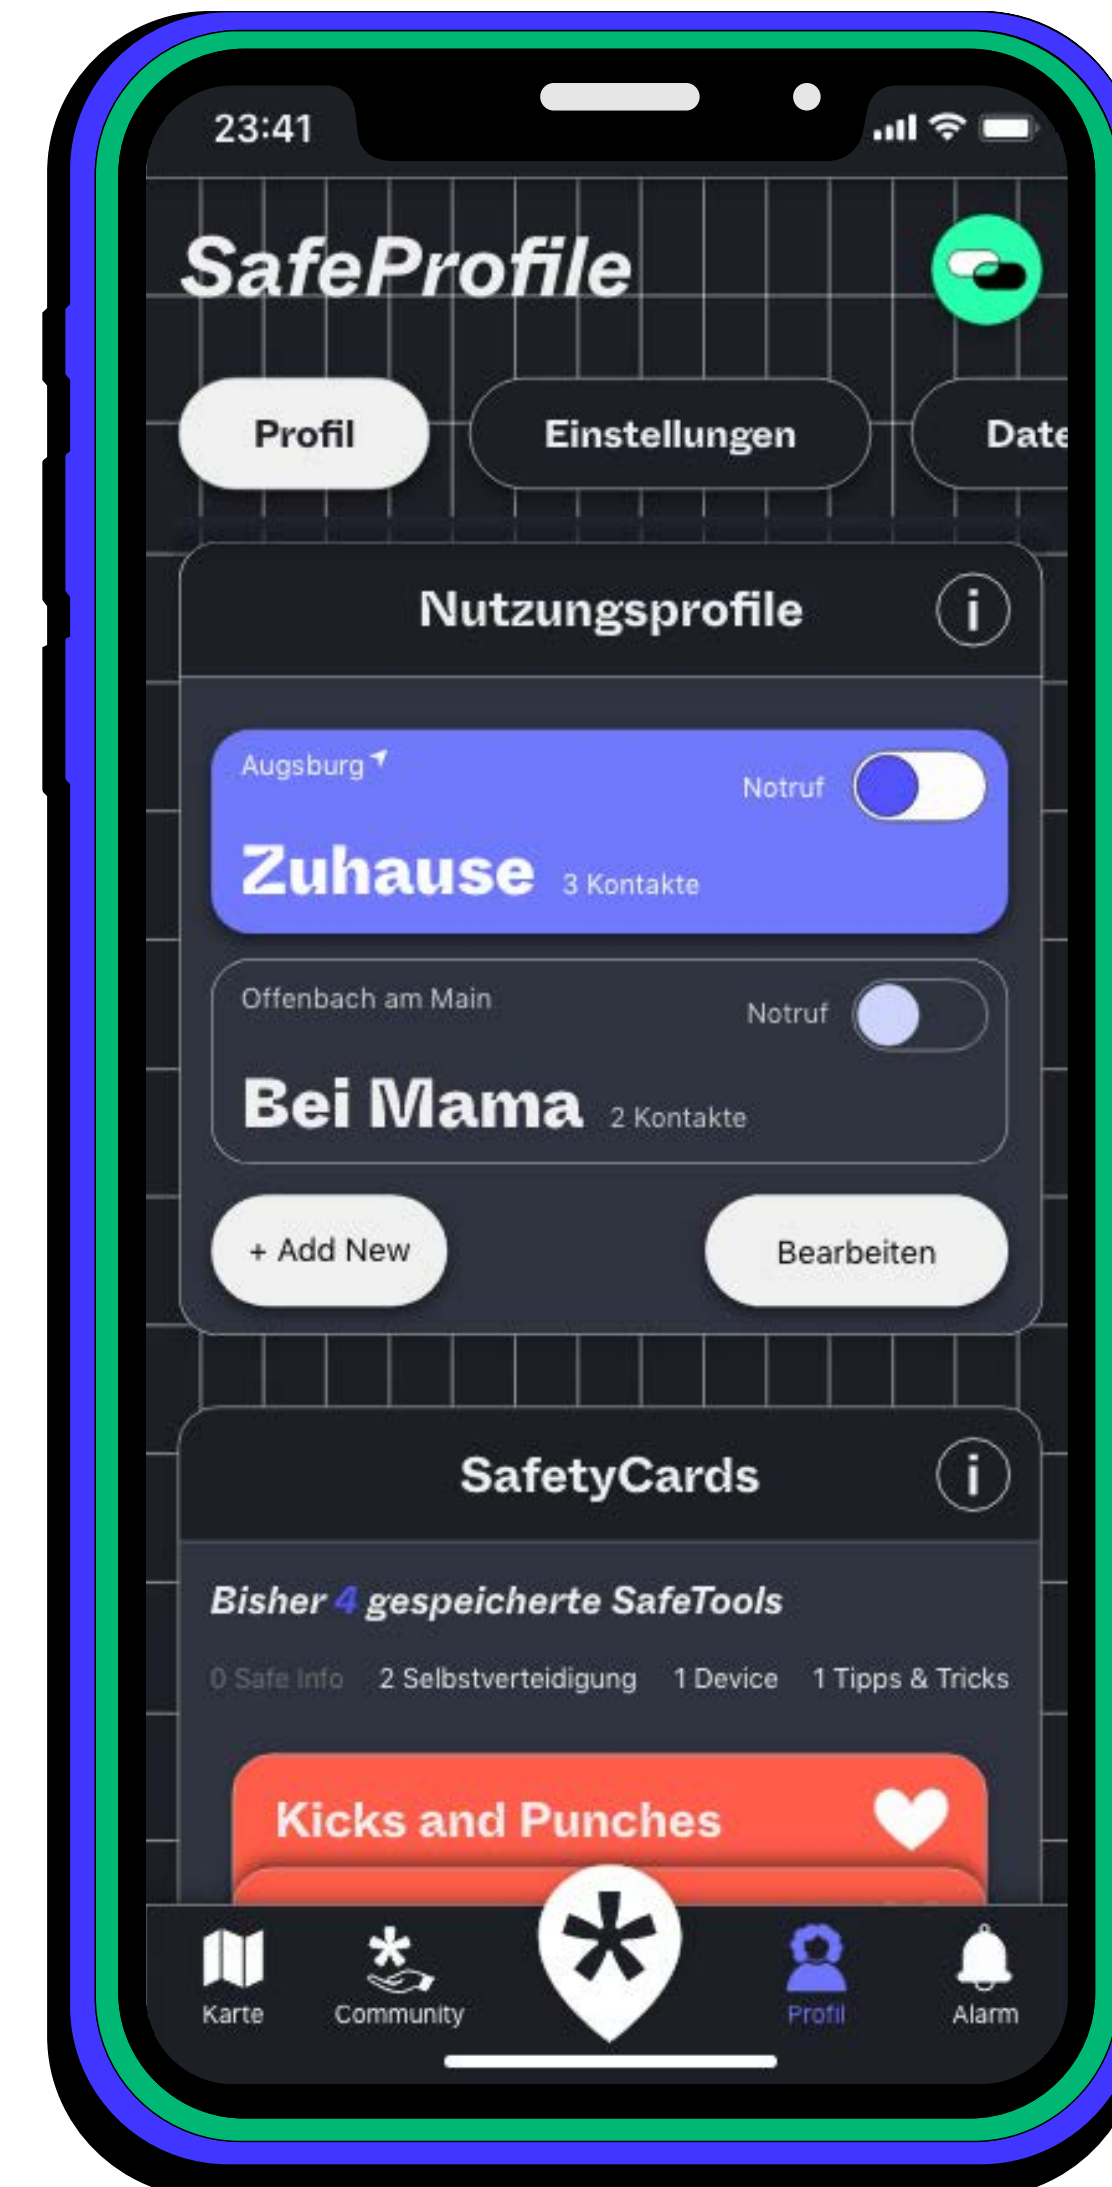 23:41
SafeProfile
Profil
Einstellungen
Date
Nutzungsprofile
i
Augsburg
Notruf
Zuhause 3 Kontakte
Offenbach am Main
Notruf
Bei Mama 2 Kontakte
+ Add New
Bearbeiten
SafetyCards
i
Bisher 4 gespeicherte SafeTools
0 Safe Info 2 Selbstverteidigung 1 Device 1 Tipps & Tricks
Kicks and Punches
Karte
Community
Profil
Alarm